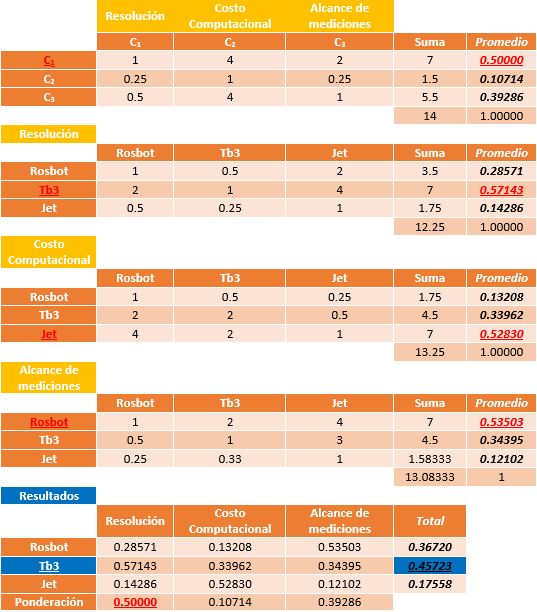 Resolución Costo Computacional Alcance de mediciones
C₁ C₂ C₃ Suma Promedio
C₁ 1 4 2 7 0.50000
C₂ 0.25 1 0.25 1.5 0.10714
C₃ 0.5 4 1 5.5 0.39286
14 1.00000
Resolución
Rosbot Tb3 Jet Suma Promedio
Rosbot 1 0.5 2 3.5 0.28571
Tb3 2 1 4 7 0.57143
Jet 0.5 0.25 1 1.75 0.14286
12.25 1.00000
Costo
Computacional
Rosbot Tb3 Jet Suma Promedio
Rosbot 1 0.5 0.25 1.75 0.13208
Tb3 2 2 0.5 4.5 0.33962
Jet 4 2 1 7 0.52830
13.25 1.00000
Alcance de
mediciones
Rosbot Tb3 Jet Suma Promedio
Rosbot 1 2 4 7 0.53503
Tb3 0.5 1 3 4.5 0.34395
Jet 0.25 0.33 1 1.58333 0.12102
13.08333 1
Resultados
Resolución Costo Computacional Alcance de mediciones Total
Rosbot 0.28571 0.13208 0.53503 0.36720
Tb3 0.57143 0.33962 0.34395 0.45723
Jet 0.14286 0.52830 0.12102 0.17558
Ponderación 0.50000 0.10714 0.39286